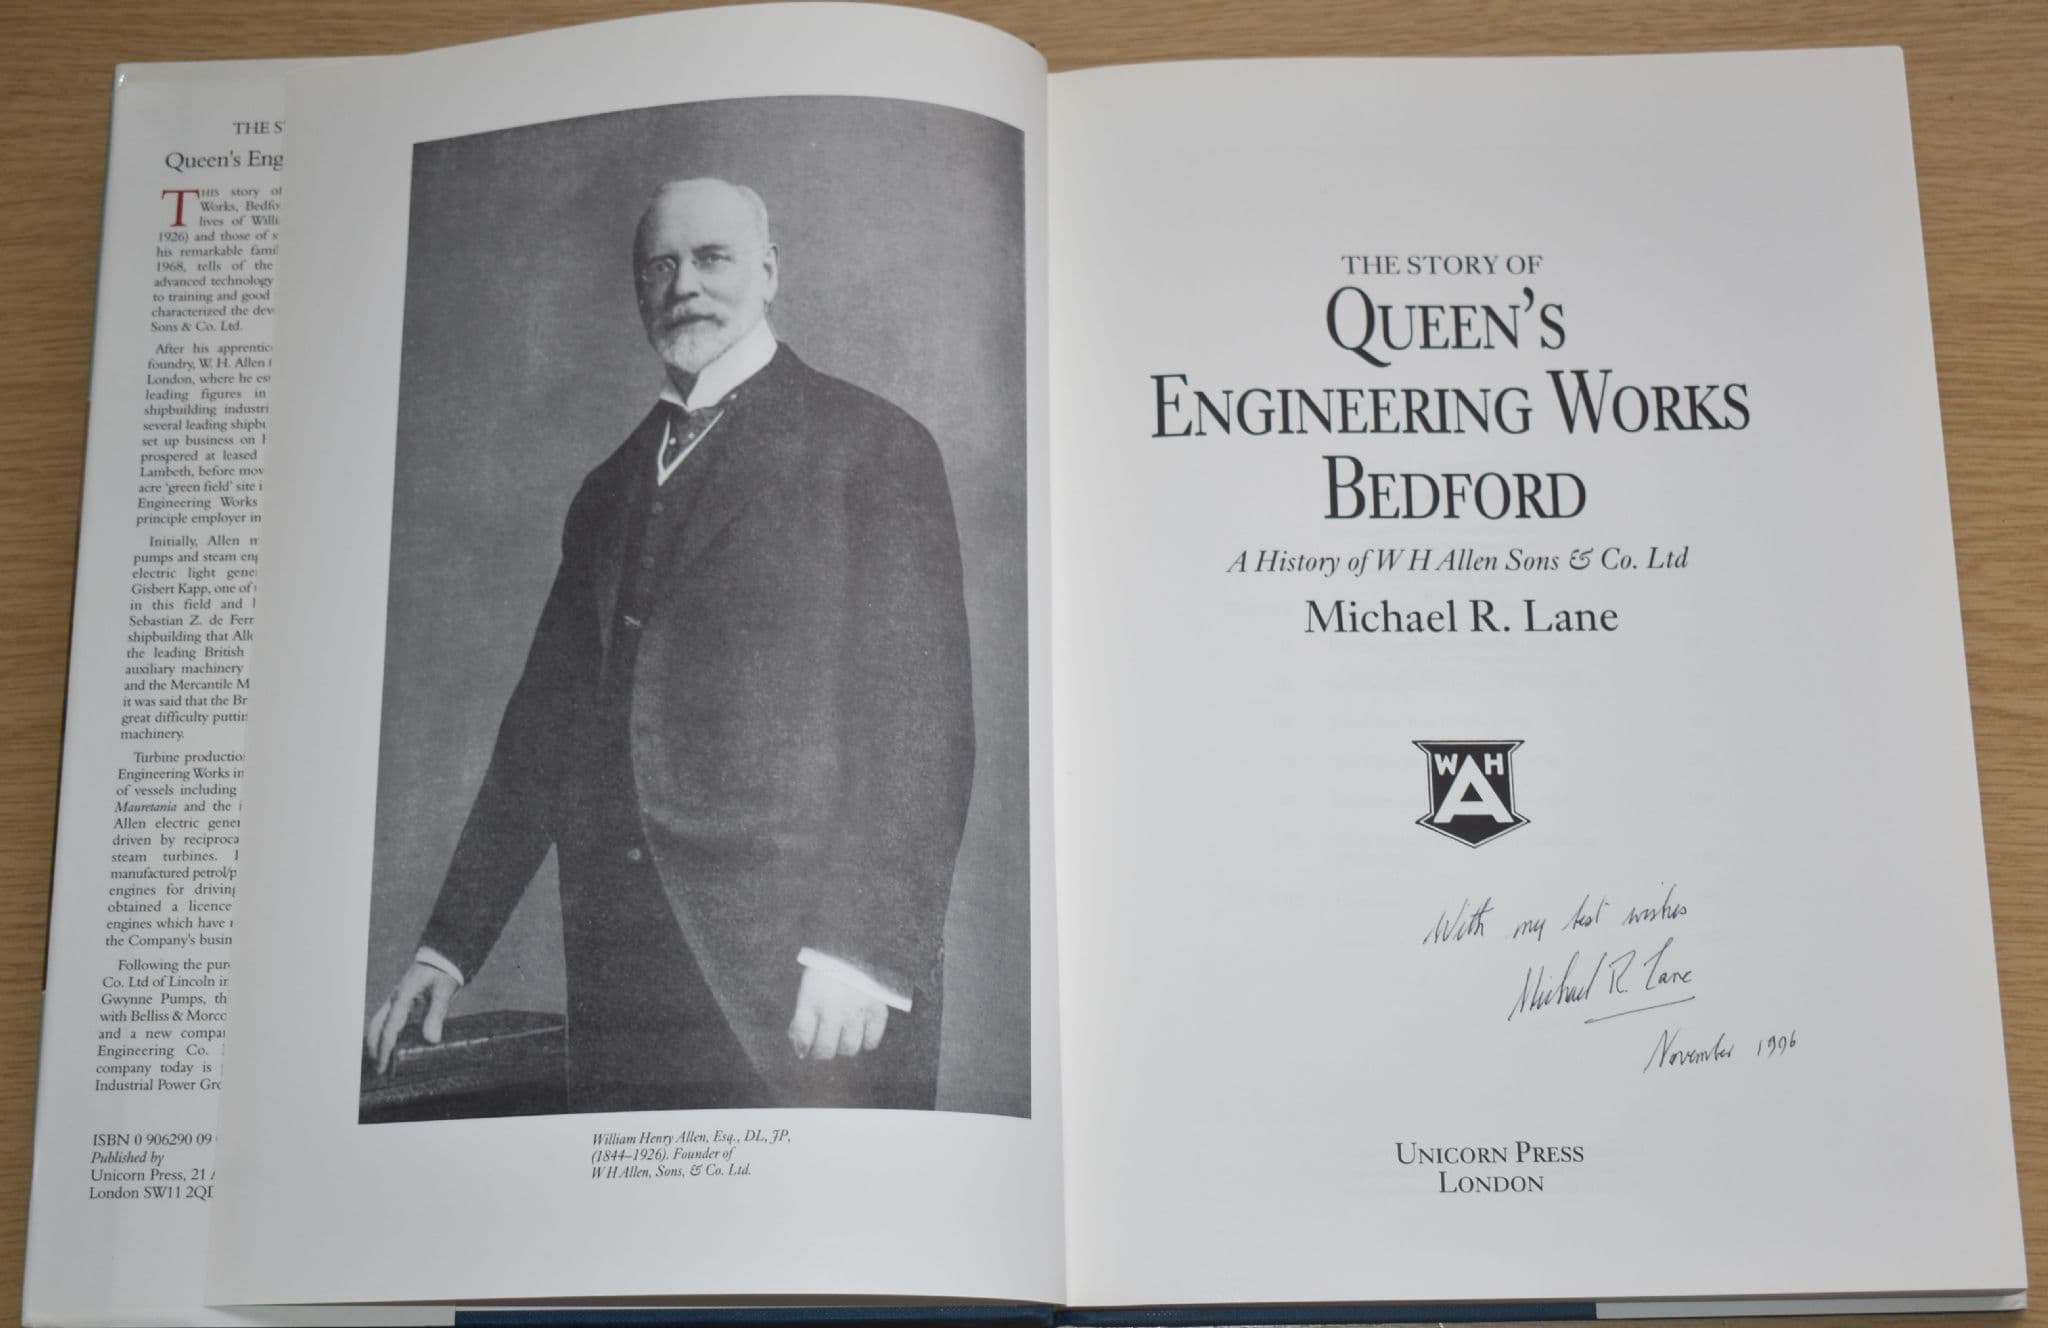 THE S
Queen's Eng
THIS story of
Works, Bedfo
lives of Willi
1926) and those of s
his remarkable fami
1968, tells of the
advanced technology
to training and good
characterized the dev
Sons & Co. Ltd.
After his apprentic
foundry, W. H. Allen
London, where he es
leading figures in
shipbuilding industri
several leading shipbu
set up business on
prospered at leased
Lambeth, before mov
acre 'green field' site i
Engineering Works
principle employer in
Initially, Allen m
pumps and steam eng
electric light gene
Gisbert Kapp, one of
in this field and
Sebastian Z. de Ferr
shipbuilding that Alle
the leading British
auxiliary machinery
and the Mercantile M
it was said that the Br
great difficulty puttin
machinery.
Turbine productio
Engineering Works in
of vessels including
Mauretania and the
Allen electric gener
driven by reciproca
steam turbines.
manufactured petrol/p
engines for driving
obtained a licence
engines which have
the Company's busin
Following the pur
Co. Ltd of Lincoln in
Gwynne Pumps, th
with Belliss & Morco
and a new compa
Engineering Co.
company today is
Industrial Power Gro
ISBN 0 906290 09
Published by
Unicorn Press, 21
London SW11 2Q
William Henry Allen, Esq., DL, JP,
(1844–1926). Founder of
W H Allen, Sons, & Co. Ltd.
THE STORY OF
QUEEN'S
ENGINEERING WORKS
BEDFORD
A History of W H Allen Sons & Co. Ltd
Michael R. Lane
W H
A
With my best wishes
Michael R. Lane
November 1996
UNICORN PRESS
LONDON